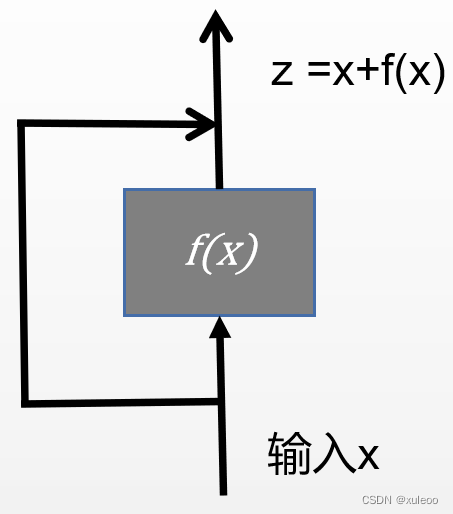 z =x+f(x)
f(x)
输入x
CSDN @xuleoo